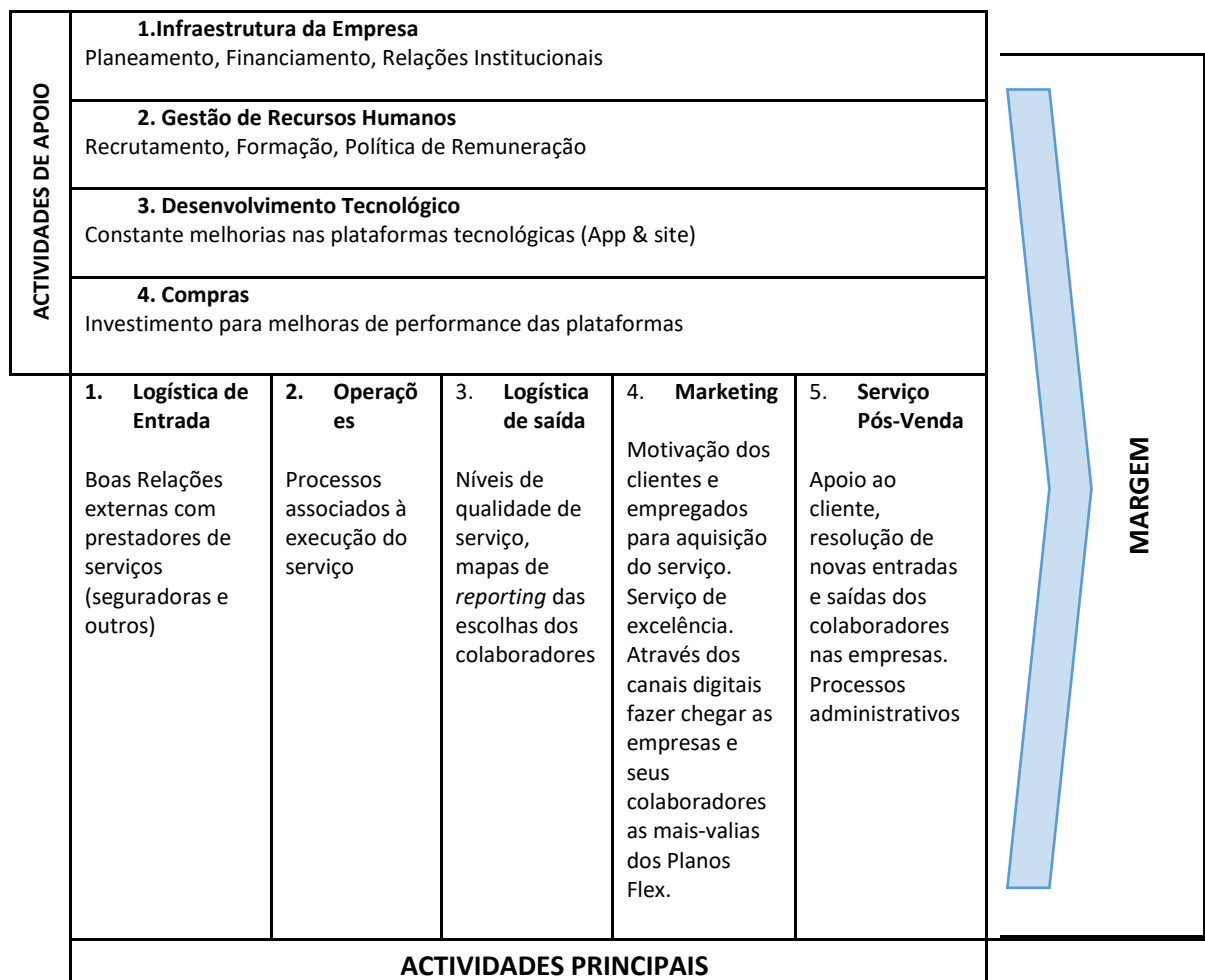 ACTIVIDADES DE APOIO
1.Infraestrutura da Empresa
Planeamento, Financiamento, Relações Institucionais
2. Gestão de Recursos Humanos
Recrutamento, Formação, Política de Remuneração
3. Desenvolvimento Tecnológico
Constante melhorias nas plataformas tecnológicas (App & site)
4. Compras
Investimento para melhoras de performance das plataformas
1. Logística de
Entrada
Boas Relações
externas com
prestadores de
serviços
(seguradoras e
outros)
2. Operaçõ
es
Processos
associados à
execução do
serviço
3. Logística
de saída
Níveis de
qualidade de
serviço,
mapas de
reporting das
escolhas dos
colaboradores
4. Marketing
Motivação dos
clientes e
empregados
para aquisição
do serviço.
Serviço de
excelência.
Através dos
canais digitais
fazer chegar as
empresas e
seus
colaboradores
as mais-valias
dos Planos
Flex.
5. Serviço
Pós-Venda
Apoio ao
cliente,
resolução de
novas entradas
e saídas dos
colaboradores
nas empresas.
Processos
administrativos
MARGEM
ACTIVIDADES PRINCIPAIS